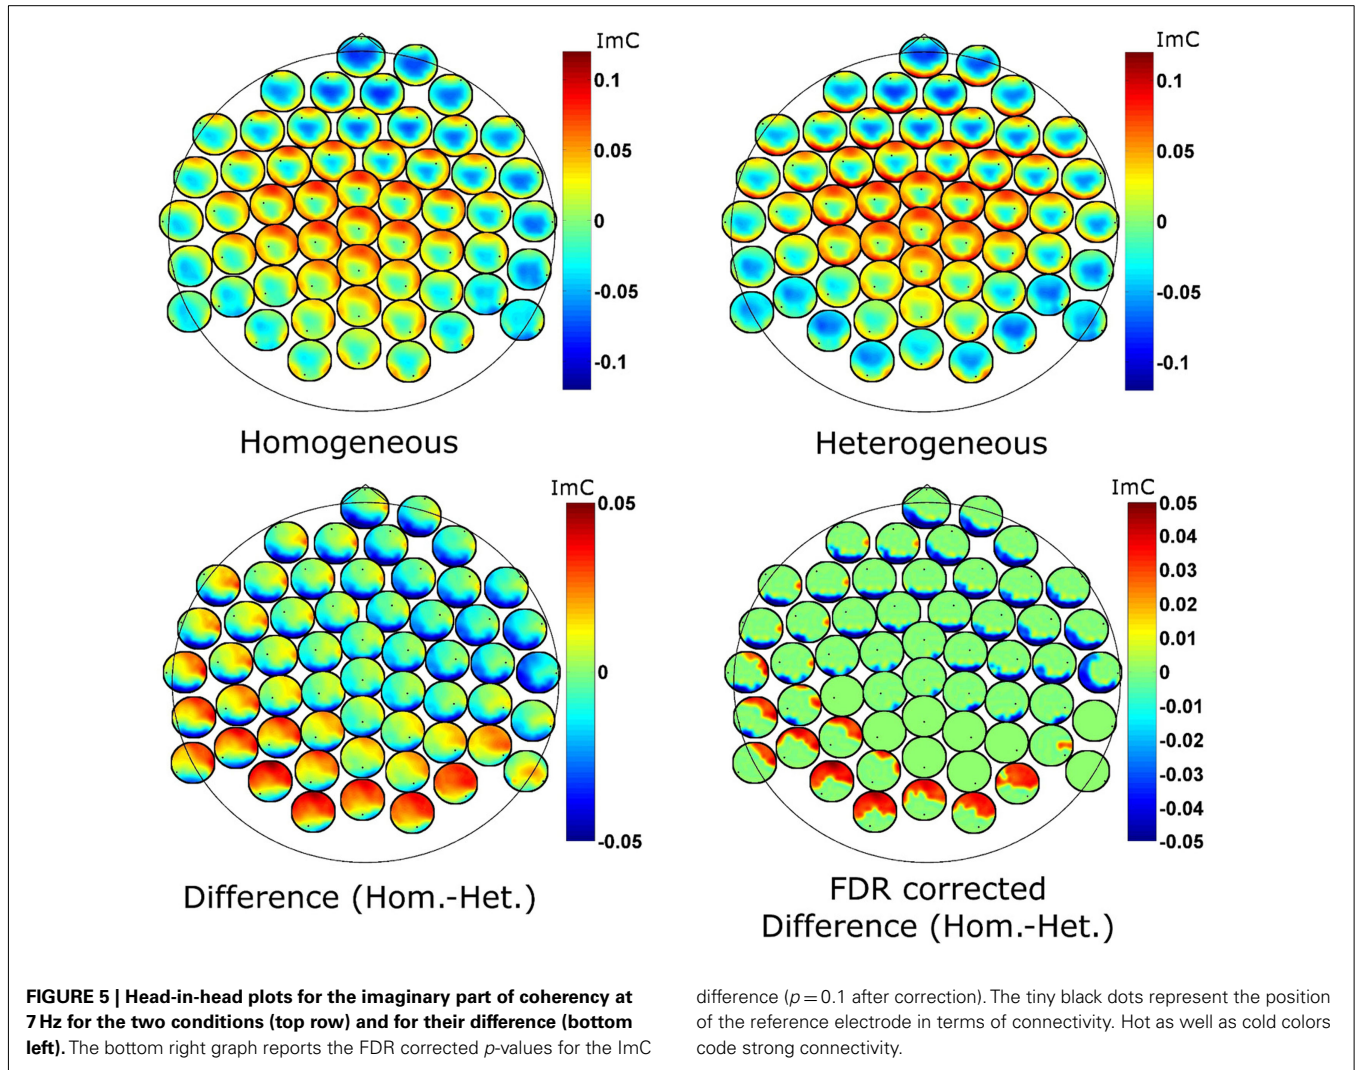 ImC
0.1
0.05
0
-0.05
-0.1
Homogeneous
ImC
0.1
0.05
0
-0.05
-0.1
Heterogeneous
ImC
0.05
0
-0.05
Difference (Hom.-Het.)
ImC
0.05
0.04
0.03
0.02
0.01
0
-0.01
-0.02
-0.03
-0.04
-0.05
FDR corrected
Difference (Hom.-Het.)
FIGURE 5 | Head-in-head plots for the imaginary part of coherency at
7 Hz for the two conditions (top row) and for their difference (bottom
left). The bottom right graph reports the FDR corrected p-values for the ImC
difference (p = 0.1 after correction). The tiny black dots represent the position
of the reference electrode in terms of connectivity. Hot as well as cold colors
code strong connectivity.